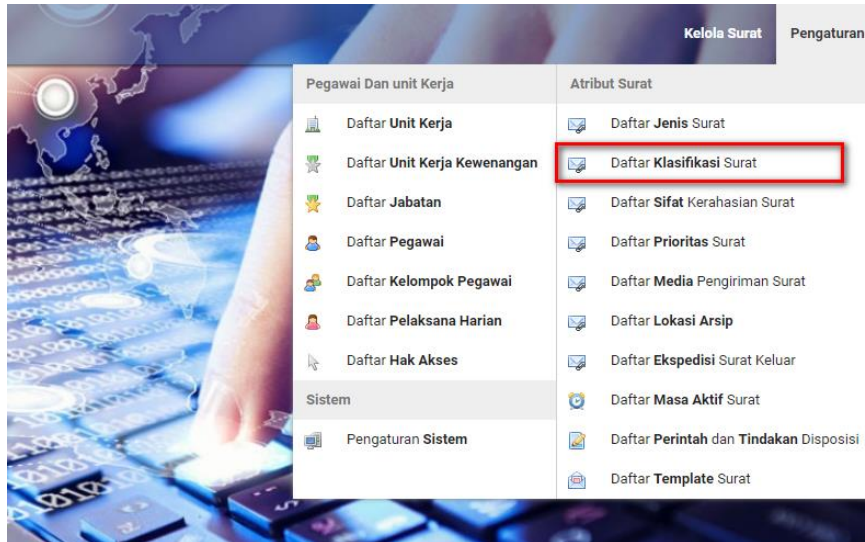 Kelola Surat
Pengaturan
Pegawai Dan unit Kerja
Daftar Unit Kerja
Daftar Unit Kerja Kewenangan
Daftar Jabatan
Daftar Pegawai
Daftar Kelompok Pegawai
Daftar Pelaksana Harian
Daftar Hak Akses
Sistem
Pengaturan Sistem
Atribut Surat
Daftar Jenis Surat
Daftar Klasifikasi Surat
Daftar Sifat Kerahasian Surat
Daftar Prioritas Surat
Daftar Media Pengiriman Surat
Daftar Lokasi Arsip
Daftar Ekspedisi Surat Keluar
Daftar Masa Aktif Surat
Daftar Perintah dan Tindakan Disposisi
Daftar Template Surat